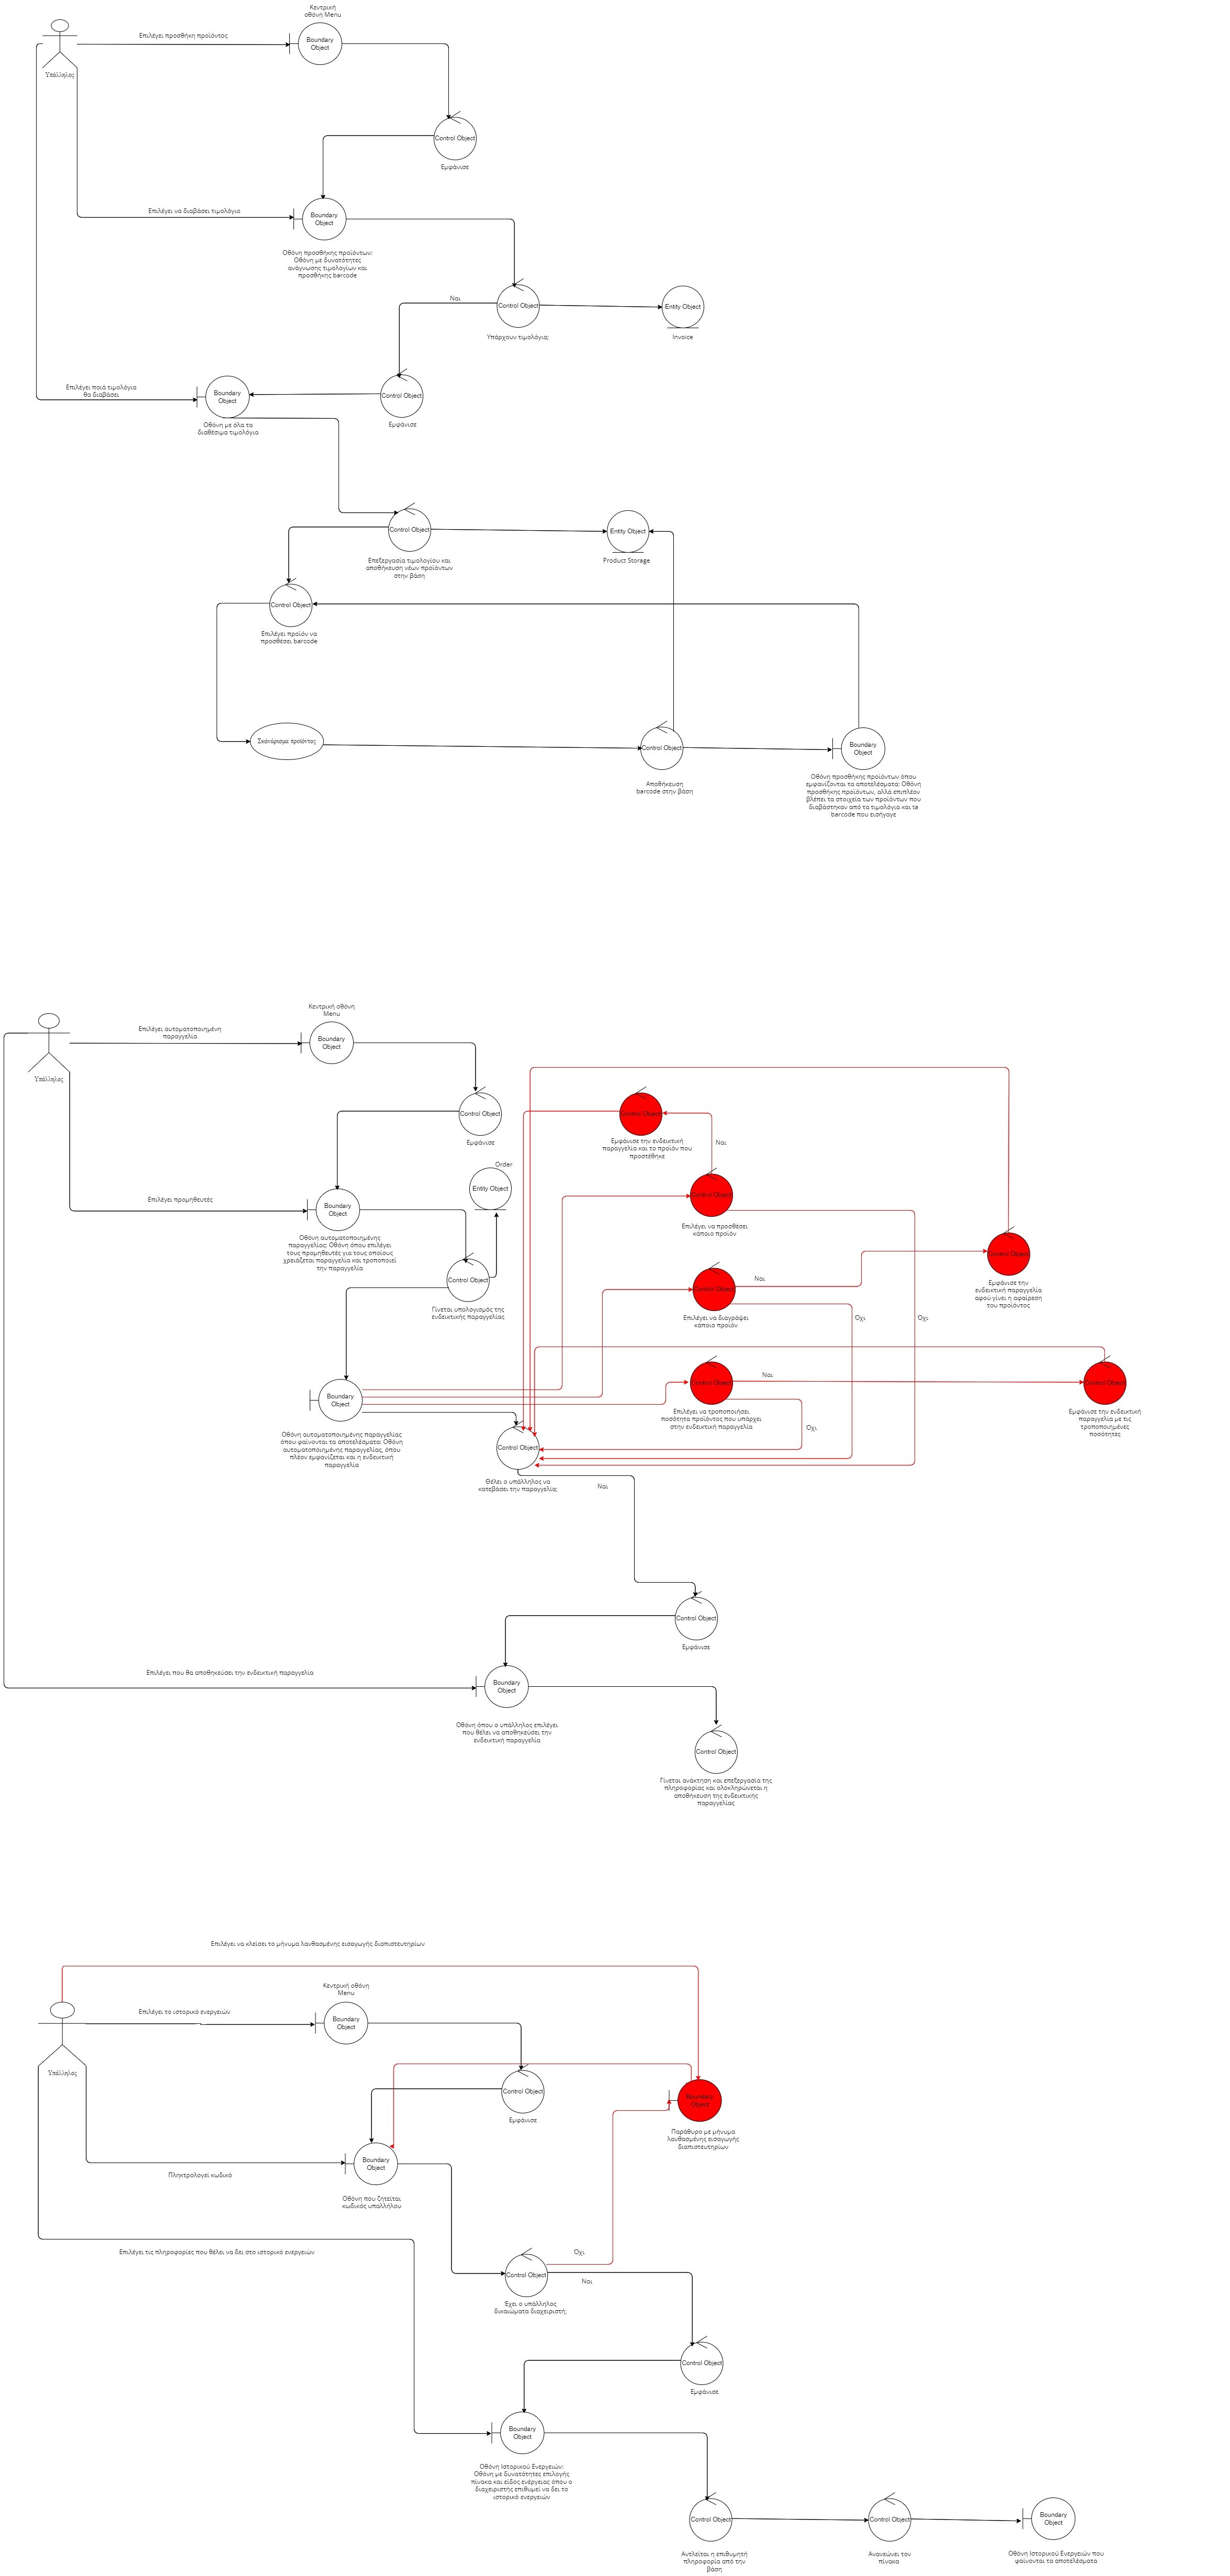 Κεντρική
οθόνη Menu
Επιλέγει προσθήκη προϊόντος
Boundary
Object
Υπάλληλος
Control Object
Εμφάνισε
Επιλέγει να διαβάσει τιμολόγιο
Boundary
Object
Οθόνη προσθήκης προϊόντων:
Οθόνη με δυνατότητες
ανάγνωσης τιμολογίων και
προσθήκης barcode
Ναι
Control Object
Entity Object
Υπάρχουν τιμολόγια;
Invoice
Επιλέγει ποιά τιμολόγια
θα διαβάσει
Boundary
Object
Control Object
Οθόνη με όλα τα
διαθέσιμα τιμολόγια
Εμφάνισε
Control Object
Entity Object
Επεξεργασία τιμολογίου και
αποθήκευση νέων προϊόντων
στην βάση
Product Storage
Control Object
Επιλέγει προϊόν να
προσθέσει barcode
Σκανάρισμα προϊόντος
Control Object
Boundary
Object
Αποθήκευση
barcode στην βάση
Οθόνη προσθήκης προϊόντων όπου
εμφανίζονται τα αποτελέσματα: Οθόνη
προσθήκης προϊόντων, αλλά επιπλέον
βλέπει τα στοιχεία των προϊόντων που
διαβάστηκαν από τα τιμολόγια και ta
barcode που εισήγαγε
Κεντρική οθόνη
Menu
Επιλέγει αυτοματοποιημένη
παραγγελία
Boundary
Object
Υπάλληλος
Control Object
Εμφάνισε
Control Object
Εμφάνισε την ενδεικτική
παραγγελία και το προϊόν που
προστέθηκε
Ναι
Order
Entity Object
Control Object
Επιλέγει να προσθέσει
κάποιο προϊόν
Επιλέγει προμηθευτές
Boundary
Object
Οθόνη αυτοματοποιημένης
παραγγελίας: Οθόνη όπου επιλέγει
τους προμηθευτές για τους οποίους
χρειάζεται παραγγελία και τροποποιεί
την παραγγελία
Control Object
Γίνεται υπολογισμός της
ενδεικτικής παραγγελίας
Control Object
Εμφάνισε την
ενδεικτική παραγγελία
αφού γίνει η αφαίρεση
του προϊόντος
Ναι
Control Object
Επιλέγει να διαγράψει
κάποιο προϊόν
Όχι
Όχι
Ναι
Boundary
Object
Control Object
Control Object
Επιλέγει να τροποποιήσει
ποσότητα προϊόντος που υπάρχει
στην ενδεικτική παραγγελία
Εμφάνισε την ενδεικτική
παραγγελία με τις
τροποποιημένες
ποσότητες
Όχι
Οθόνη αυτοματοποιημένης παραγγελίας
όπου φαίνονται τα αποτελέσματα: Οθόνη
αυτοματοποιημένης παραγγελίας, όπου
πλέον εμφανίζεται και η ενδεικτική
παραγγελία
Control Object
Θέλει ο υπάλληλος να
κατεβάσει την παραγγελία;
Ναι
Control Object
Εμφάνισε
Επιλέγει που θα αποθηκεύσει την ενδεικτική παραγγελία
Boundary
Object
Οθόνη όπου ο υπάλληλος επιλέγει
που θέλει να αποθηκεύσει την
ενδεικτική παραγγελία
Control Object
Γίνεται ανάκτηση και επεξεργασία της
πληροφορίας και ολοκληρώνεται η
αποθήκευση της ενδεικτικής
παραγγελίας
Επιλέγει να κλείσει το μήνυμα λανθασμένης εισαγωγής διαπιστευτηρίων
Κεντρική οθόνη
Menu
Επιλέγει το ιστορικό ενεργειών
Boundary
Object
Υπάλληλος
Control Object
Εμφάνισε
Boundary
Object
Παράθυρο με μήνυμα
λανθασμένης εισαγωγής
διαπιστευτηρίων
Boundary
Object
Πληκτρολογεί κωδικό
Οθόνη που ζητείται
κωδικός υπαλλήλου
Επιλέγει τις πληροφορίες που θέλει να δει στο ιστορικό ενεργειών
Όχι
Control Object
Ναι
Έχει ο υπάλληλος
δικαιώματα διαχειριστή;
Control Object
Εμφάνισε
Boundary
Object
Οθόνη Ιστορικού Ενεργειών:
Οθόνη με δυνατότητες επιλογής
πίνακα και είδος ενέργειας όπου ο
διαχειριστής επιθυμεί να δει το
ιστορικό ενεργειών
Control Object
Control Object
Boundary
Object
Αντλείται η επιθυμητή
πληροφορία από την
βάση
Ανανεώνει τον
πίνακα
Οθόνη Ιστορικού Ενεργειών που
φαίνονται τα αποτελέσματα